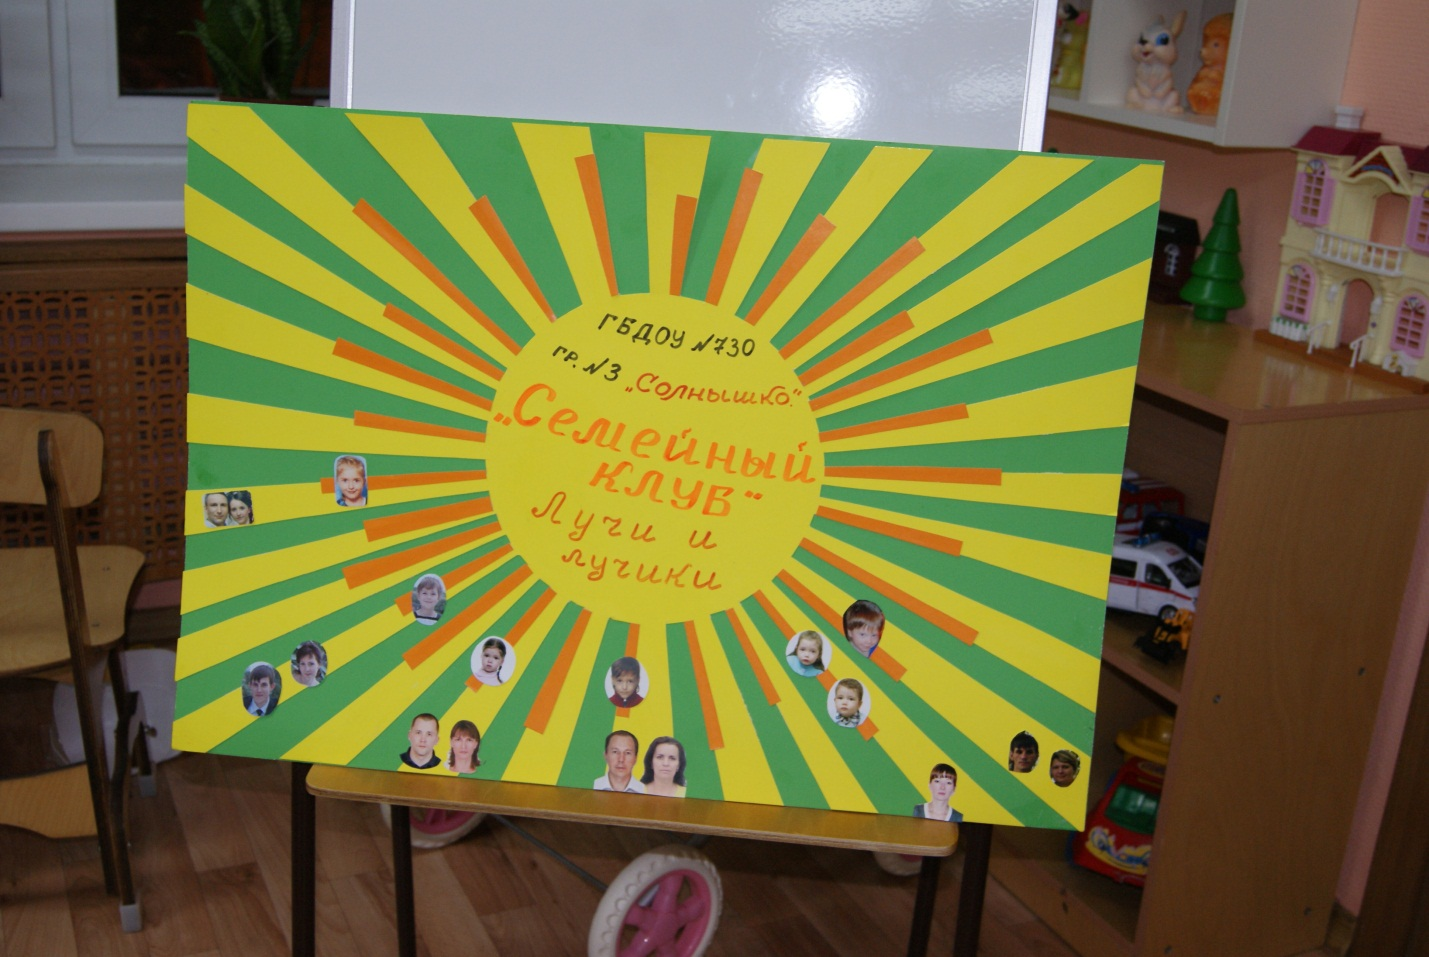 ГБДОУ №730
гр. №3 „Солнышко."
„Семейный
клуб"
Лучи и
лучики